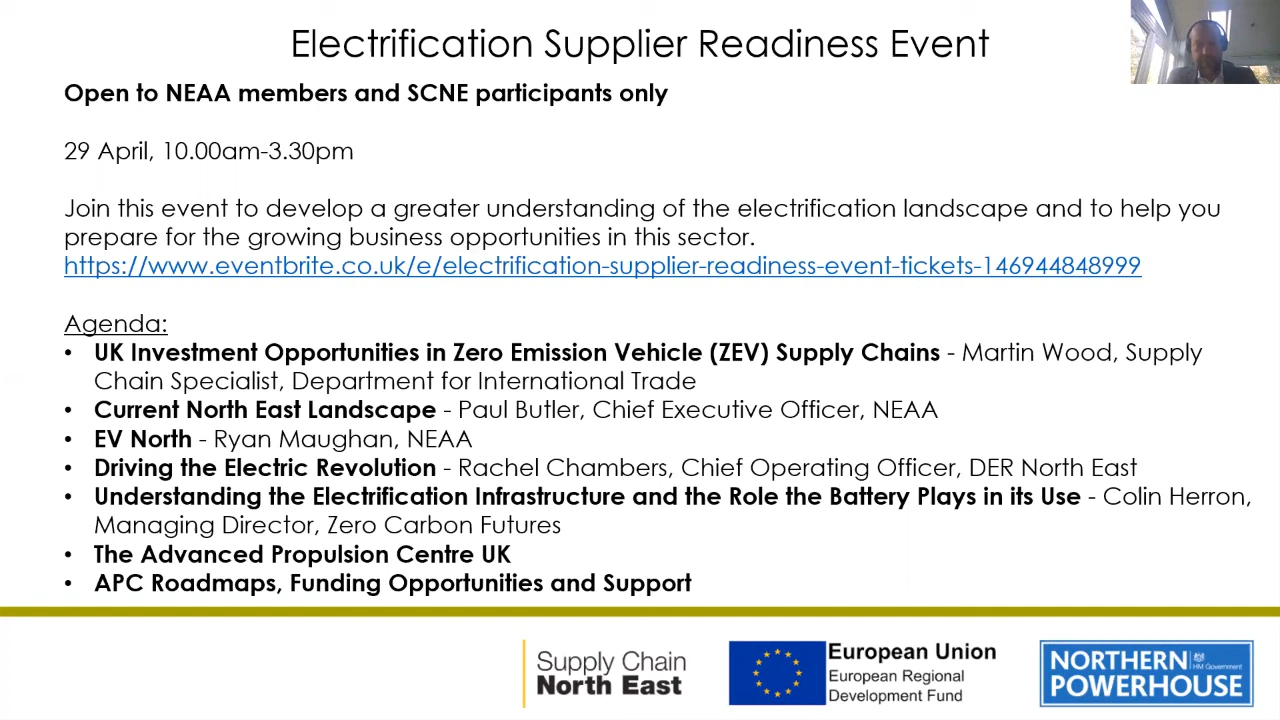 Electrification Supplier Readiness Event
Open to NEAA members and SCNE participants only
29 April, 10.00am-3.30pm
Join this event to develop a greater understanding of the electrification landscape and to help you
prepare for the growing business opportunities in this sector.
https://www.eventbrite.co.uk/e/electrification-supplier-readiness-event-tickets-146944848999
Agenda:
• UK Investment Opportunities in Zero Emission Vehicle (ZEV) Supply Chains - Martin Wood, Supply
Chain Specialist, Department for International Trade
• Current North East Landscape - Paul Butler, Chief Executive Officer, NEAA
• EV North - Ryan Maughan, NEAA
• Driving the Electric Revolution - Rachel Chambers, Chief Operating Officer, DER North East
• Understanding the Electrification Infrastructure and the Role the Battery Plays in its Use - Colin Herron,
Managing Director, Zero Carbon Futures
• The Advanced Propulsion Centre UK
• APC Roadmaps, Funding Opportunities and Support
Supply Chain
North East
European Union
European Regional
Development Fund
NORTHERN
HM Government
POWERHOUSE